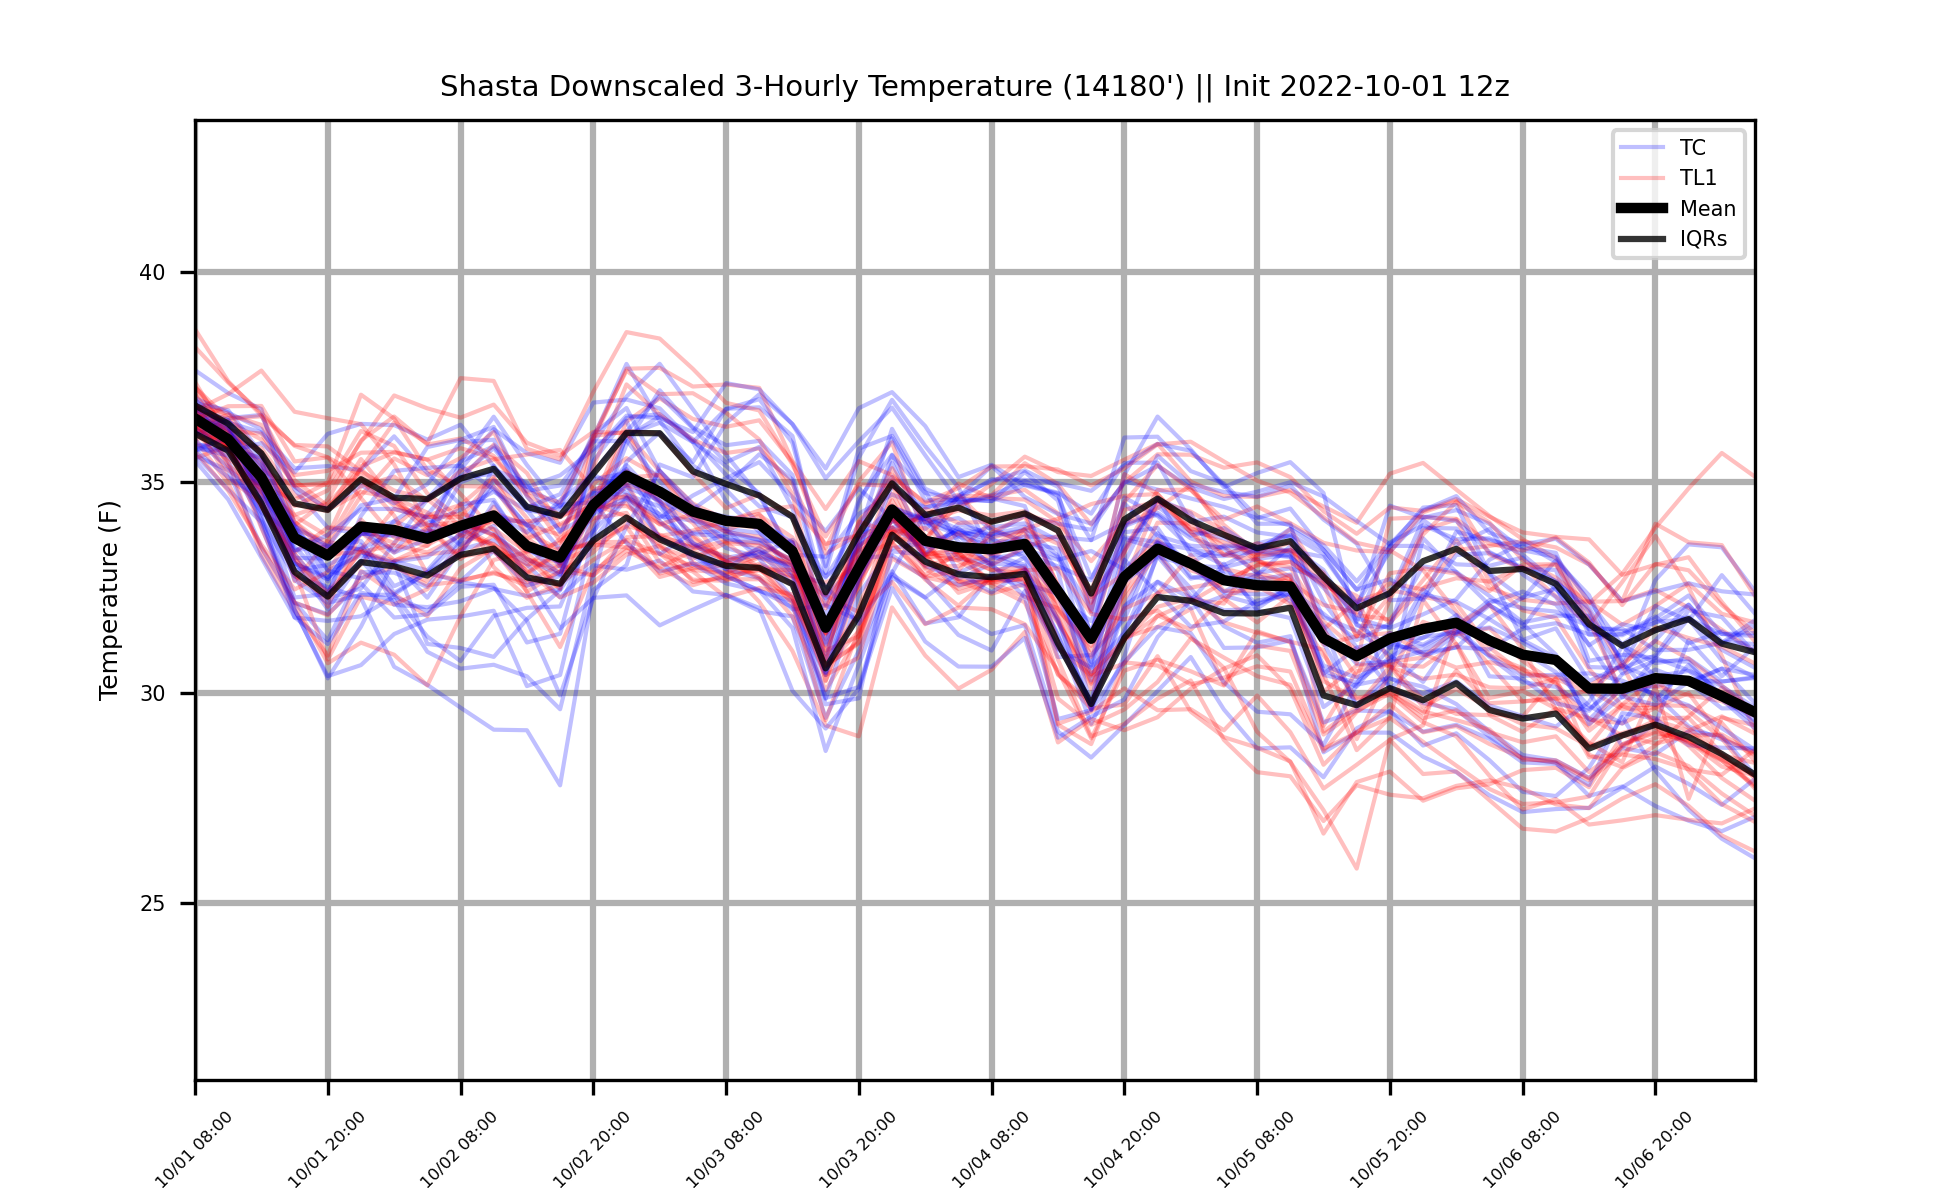 Shasta Downscaled 3-Hourly Temperature (14180') || Init 2022-10-01 12z
TC
TL1
Mean
IQRs
Temperature (F)
40
35
30
25
10/01 08:00
10/01 20:00
10/02 08:00
10/02 20:00
10/03 08:00
10/03 20:00
10/04 08:00
10/04 20:00
10/05 08:00
10/05 20:00
10/06 08:00
10/06 20:00